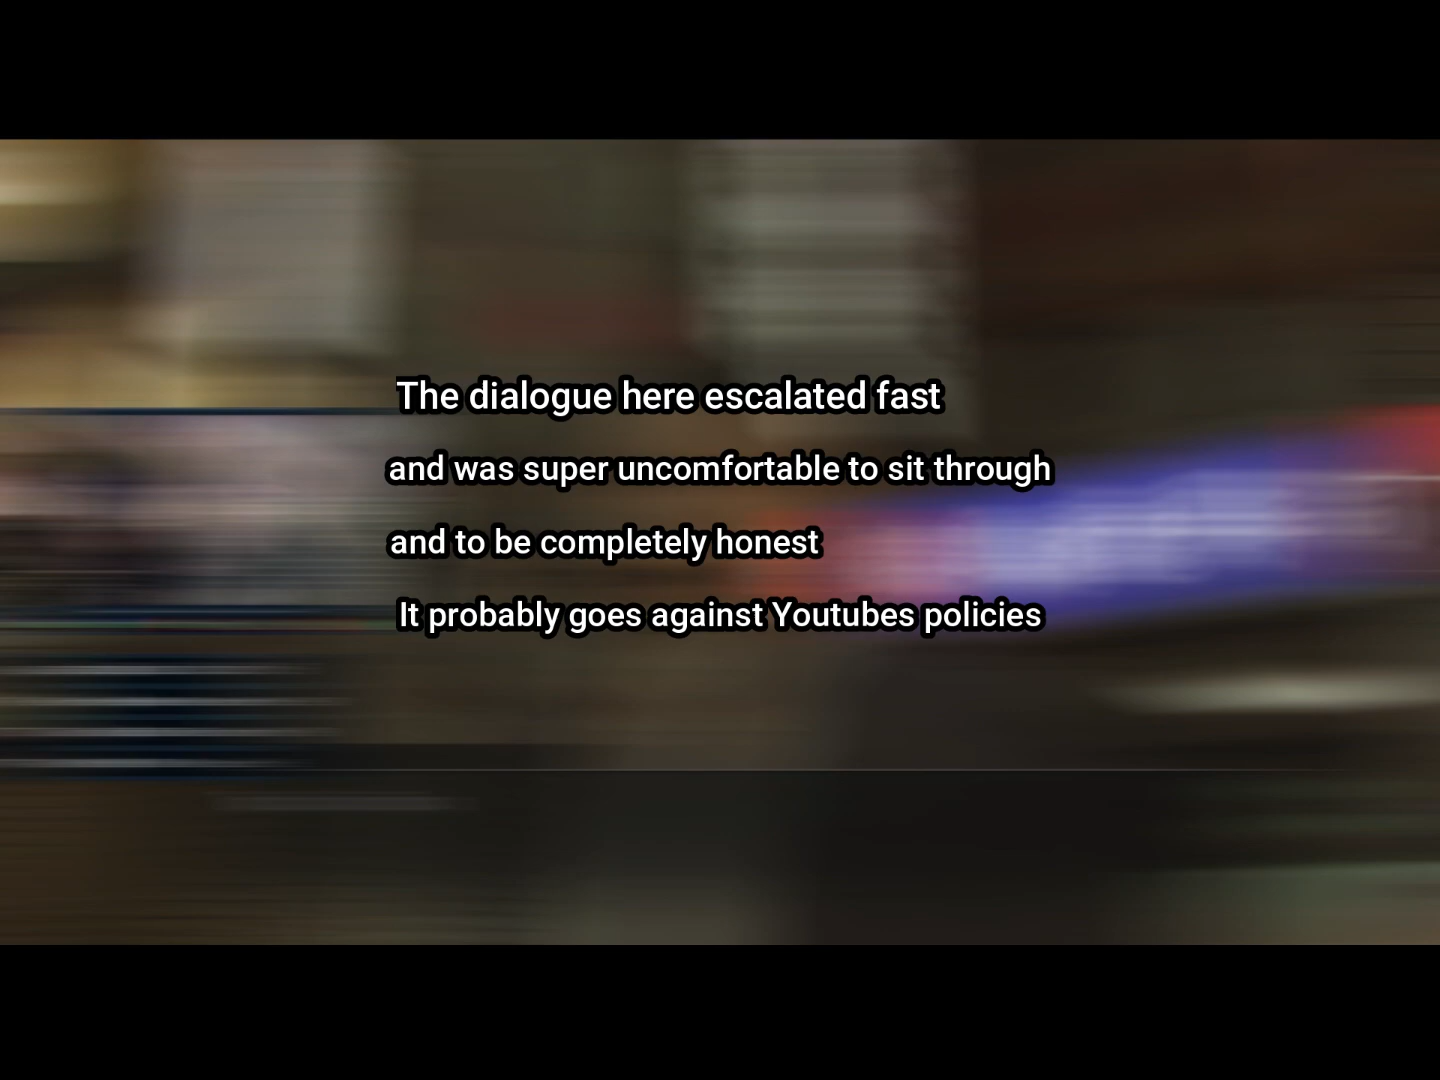 The dialogue here escalated fast
and was super uncomfortable to sit through
and to be completely honest
It probably goes against Youtubes policies